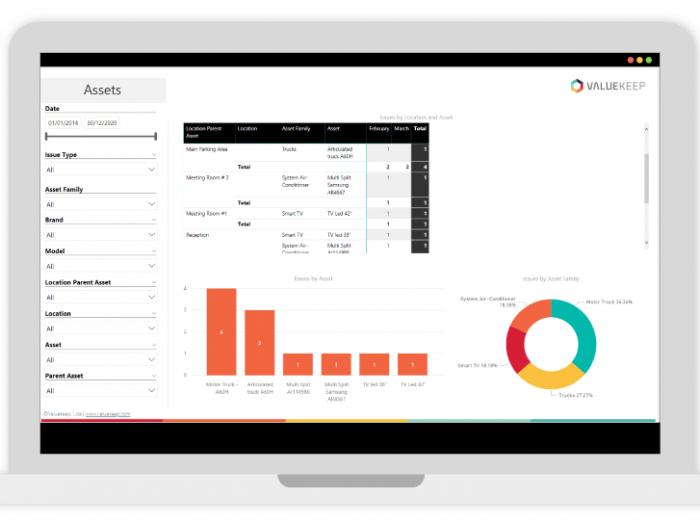 VALUEKEEP
Assets
Date
01/01/2014 30/12/2020
Issue Type
All
Asset Family
All
Brand
All
Model
All
Location Parent Asset
All
Location
All
Asset
All
Parent Asset
All
©Valuekeep, Lda | www.valuekeep.com
Issues by Location and Asset
Location Parent Asset Location Asset Family Asset February March Total
Main Parking Area Trucks Articulated truck A60H 1 1
Total 2 2 4
Meeting Room # 2 System Air-Conditioner Multi Split Samsung AR4967 1 1
Total 1 1
Meeting Room #1 Smart TV TV Led 42" 1 1
Total 1 1
Reception Smart TV TV led 38" 1 1
System Air-Conditioner Multi Split Ar114986 1 1
Issues by Asset
4
3
2
1
0
4 3 1 1 1 1
Motor Truck - A60H
Articulated truck A60H
Multi Split Ar114986
Multi Split Samsung AR4967
TV led 38"
TV Led 42"
Issues by Asset Family
System Air-Conditioner
18.18%
Motor Truck 36.36%
Smart TV 18.18%
Trucks 27.27%